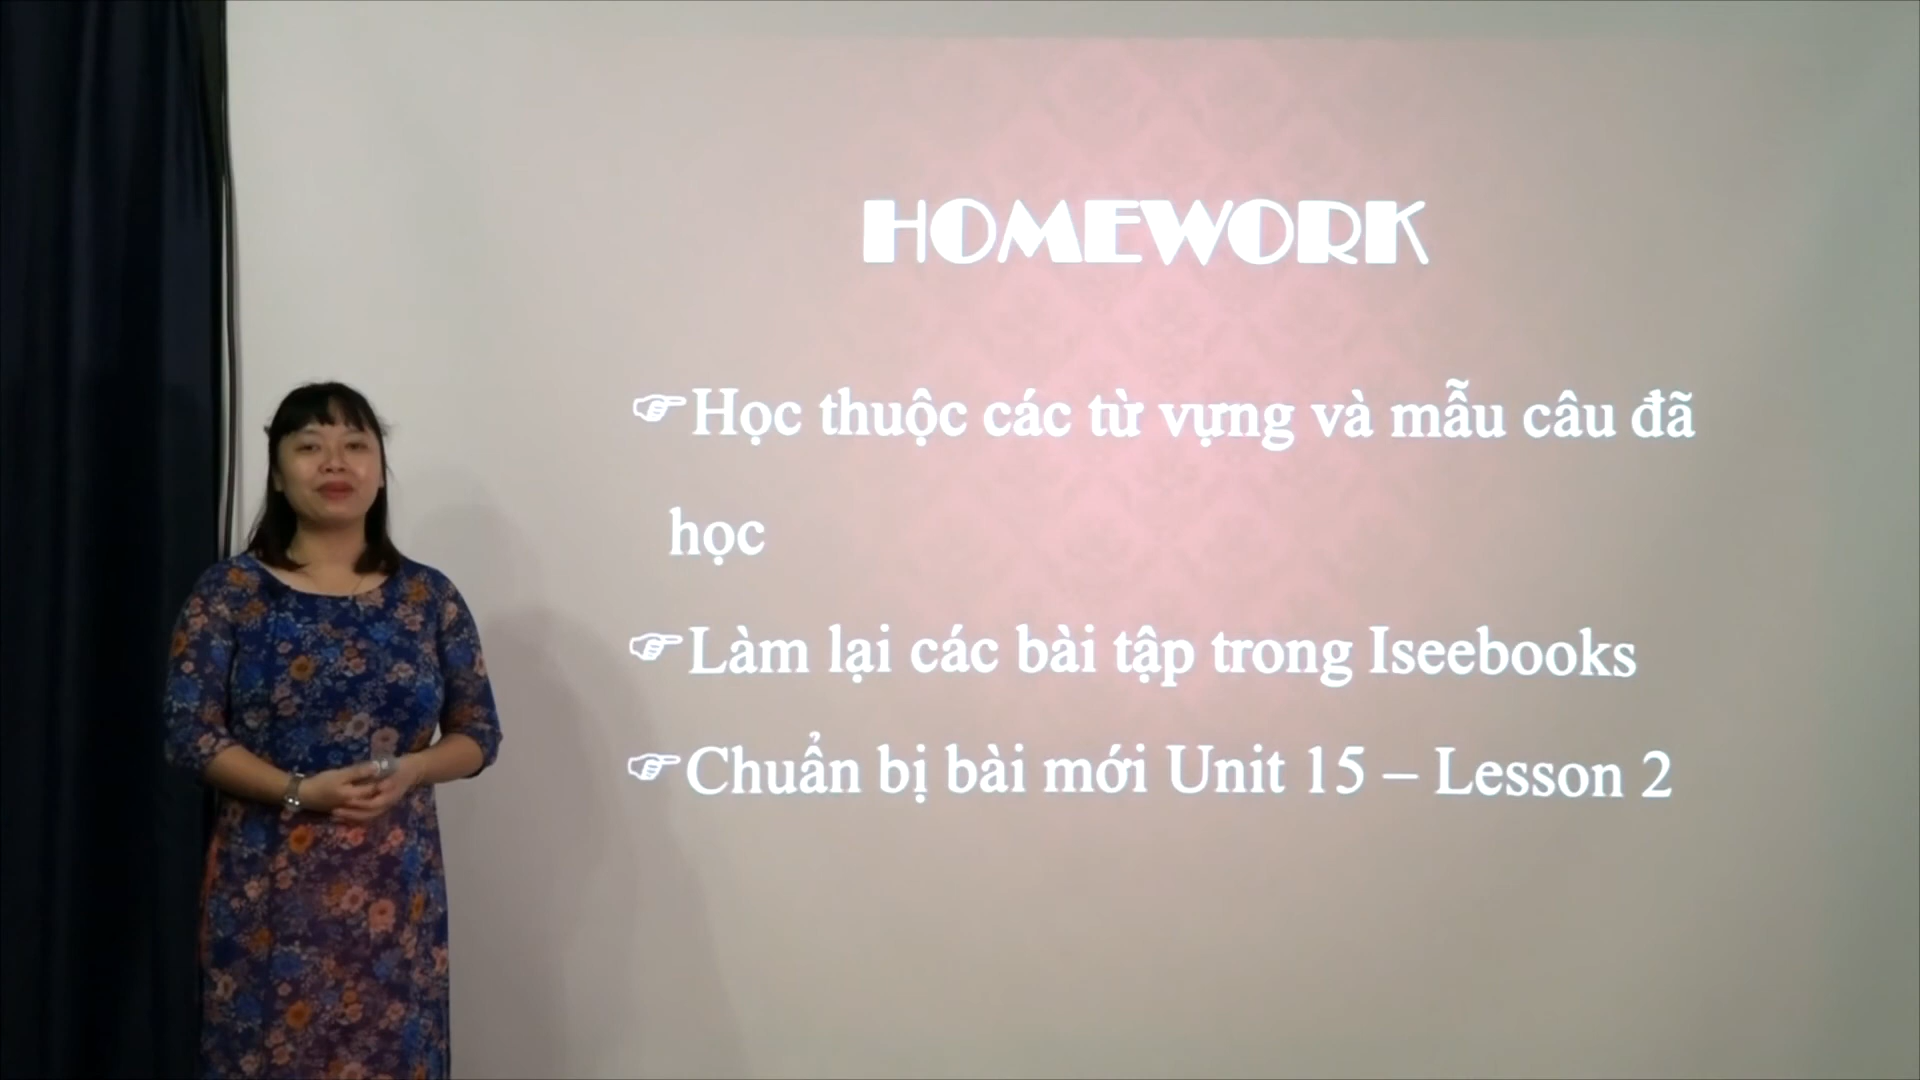 HOMEWORK
☞Học thuộc các từ vựng và mẫu câu đã
học
☞Làm lại các bài tập trong Iseebooks
☞Chuẩn bị bài mới Unit 15 – Lesson 2